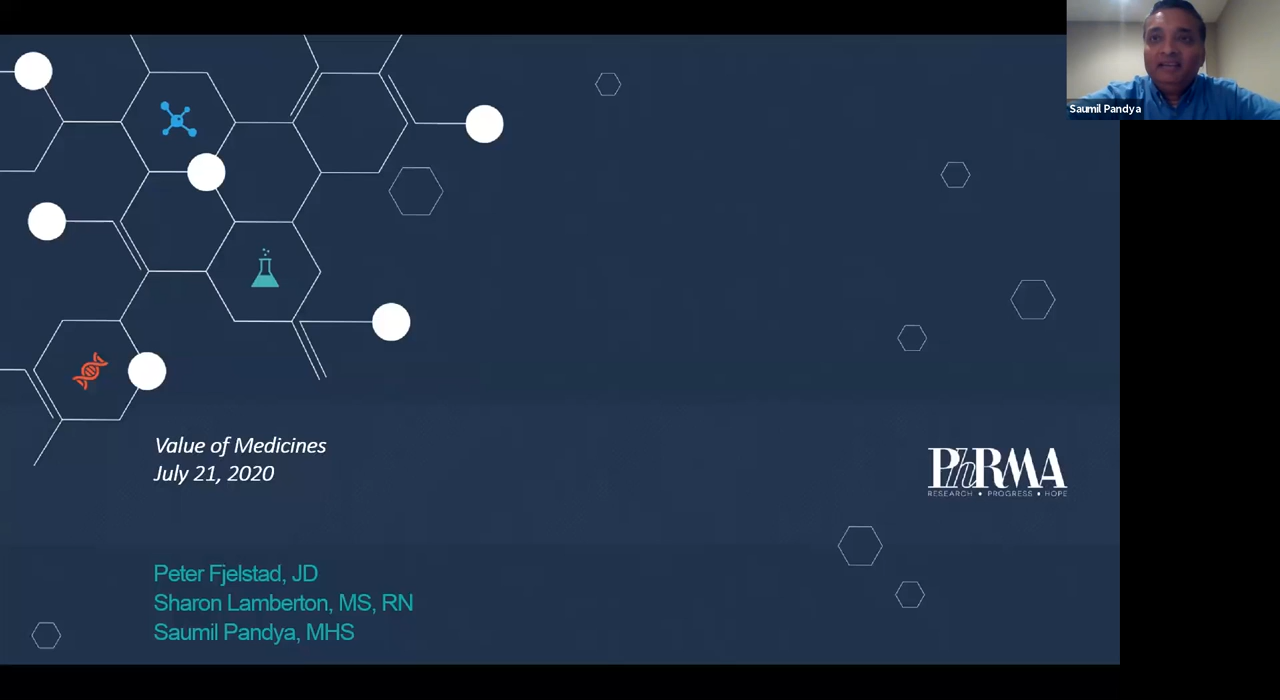 Saumil Pandya
Value of Medicines
July 21, 2020
PhRMA
RESEARCH • PROGRESS • HOPE
Peter Fjelstad, JD
Sharon Lamberton, MS, RN
Saumil Pandya, MHS